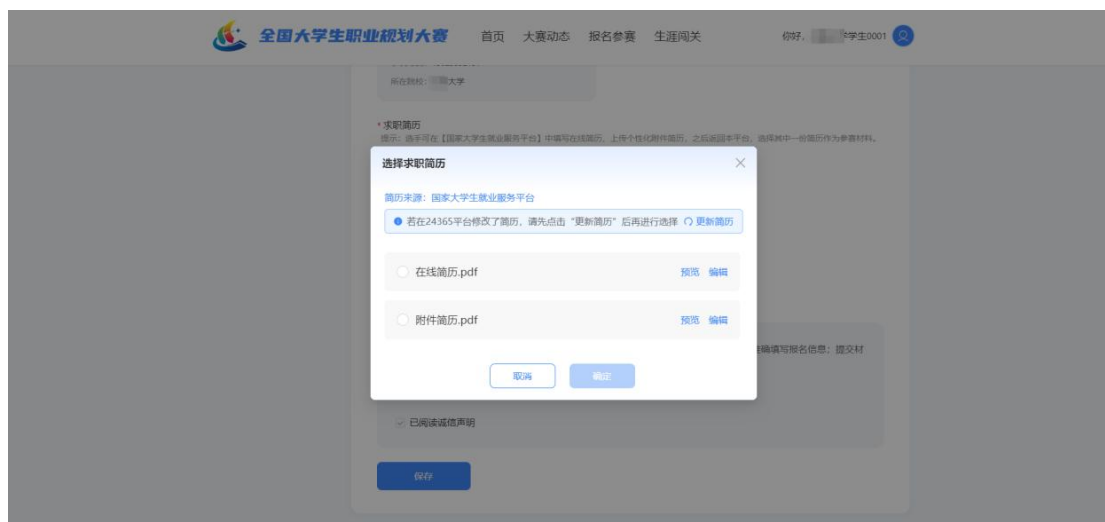 全国大学生职业规划大赛
首页 大赛动态 报名参赛 生涯闯关
你好, 学生0001
所在院校: 大学
*求职简历
提示: 选手可在【国家大学生就业服务平台】中填写在线简历、上传个性化附件简历, 之后返回本平台, 选择其中一份简历作为参赛材料。
选择求职简历
简历来源: 国家大学生就业服务平台
若在24365平台修改了简历, 请先点击“更新简历”后再进行选择 更新简历
在线简历.pdf 预览 编辑
附件简历.pdf 预览 编辑
准确填写报名信息; 提交材
取消 确定
已阅读诚信声明
保存